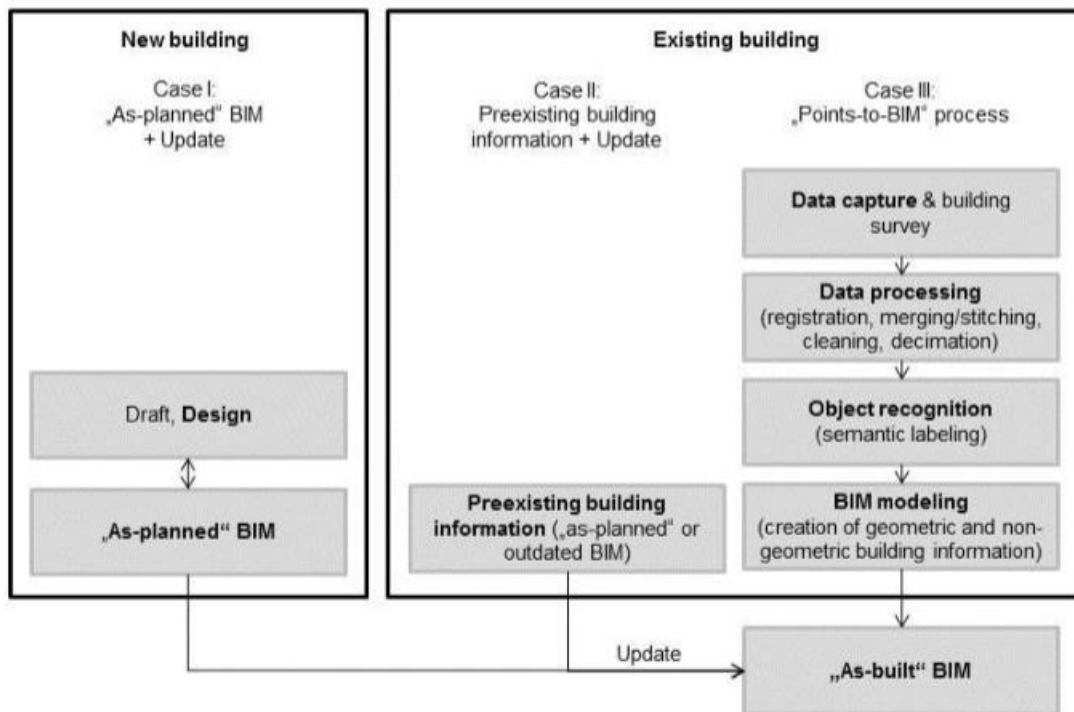 New building
Case I:
„As-planned“ BIM
+ Update
Draft, Design
„As-planned“ BIM
Existing building
Case II:
Preexisting building
information + Update
Preexisting building
information („as-planned“ or
outdated BIM)
Case III:
„Points-to-BIM“ process
Data capture & building
survey
Data processing
(registration, merging/stitching,
cleaning, decimation)
Object recognition
(semantic labeling)
BIM modeling
(creation of geometric and non-
geometric building information)
Update
„As-built“ BIM